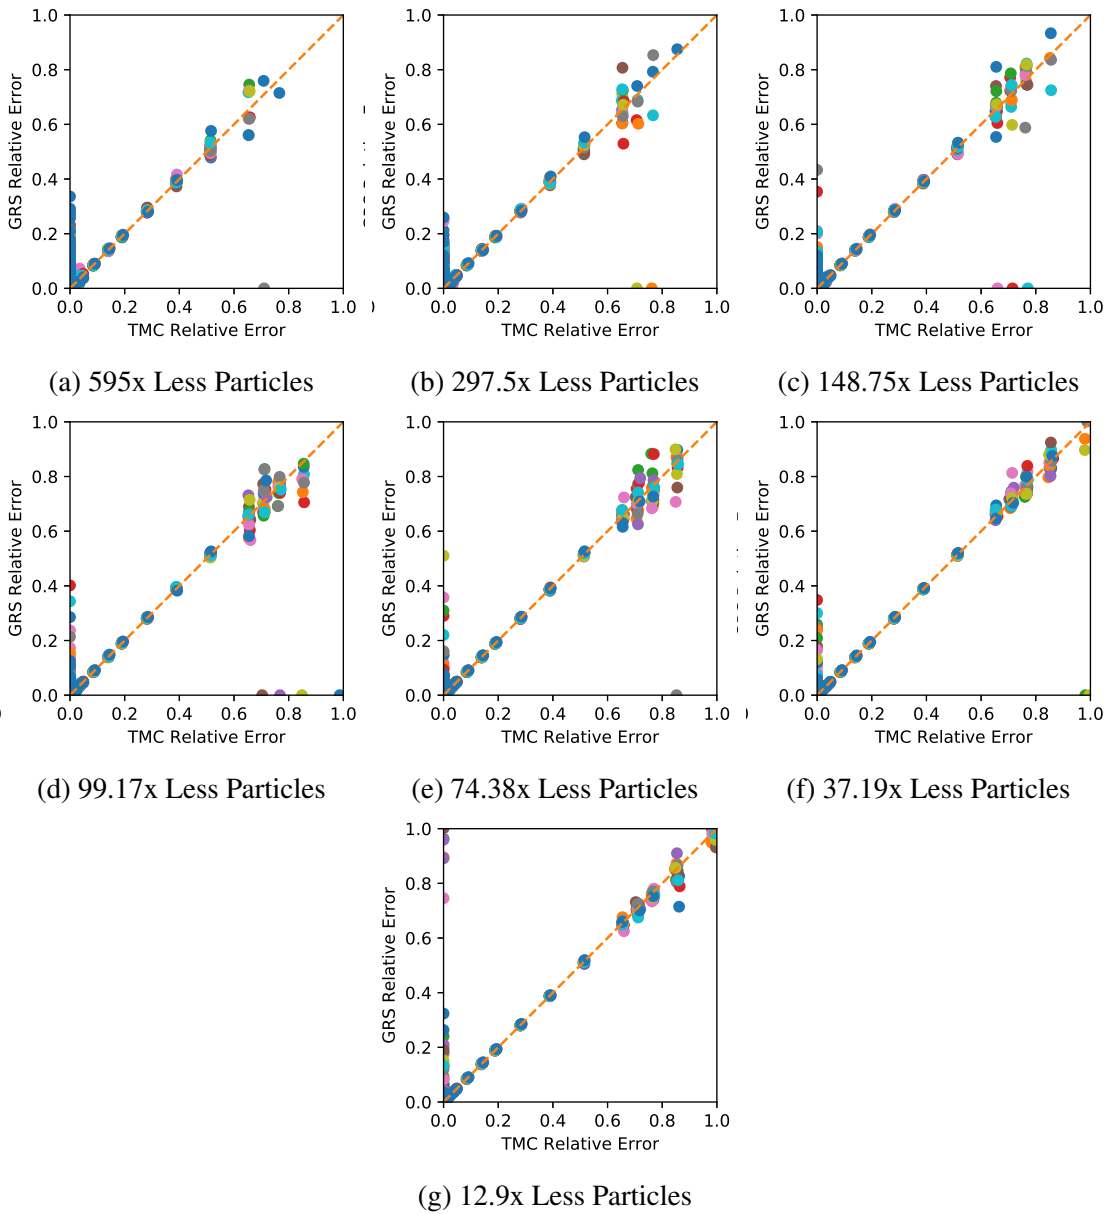 1.0
0.8
0.6
0.4
0.2
0.0
GRS Relative Error
0.0 0.2 0.4 0.6 0.8 1.0
TMC Relative Error
(a) 595x Less Particles
1.0
0.8
0.6
0.4
0.2
0.0
GRS Relative Error
0.0 0.2 0.4 0.6 0.8 1.0
TMC Relative Error
(b) 297.5x Less Particles
1.0
0.8
0.6
0.4
0.2
0.0
GRS Relative Error
0.0 0.2 0.4 0.6 0.8 1.0
TMC Relative Error
(c) 148.75x Less Particles
1.0
0.8
0.6
0.4
0.2
0.0
GRS Relative Error
0.0 0.2 0.4 0.6 0.8 1.0
TMC Relative Error
(d) 99.17x Less Particles
1.0
0.8
0.6
0.4
0.2
0.0
GRS Relative Error
0.0 0.2 0.4 0.6 0.8 1.0
TMC Relative Error
(e) 74.38x Less Particles
1.0
0.8
0.6
0.4
0.2
0.0
GRS Relative Error
0.0 0.2 0.4 0.6 0.8 1.0
TMC Relative Error
(f) 37.19x Less Particles
1.0
0.8
0.6
0.4
0.2
0.0
GRS Relative Error
0.0 0.2 0.4 0.6 0.8 1.0
TMC Relative Error
(g) 12.9x Less Particles